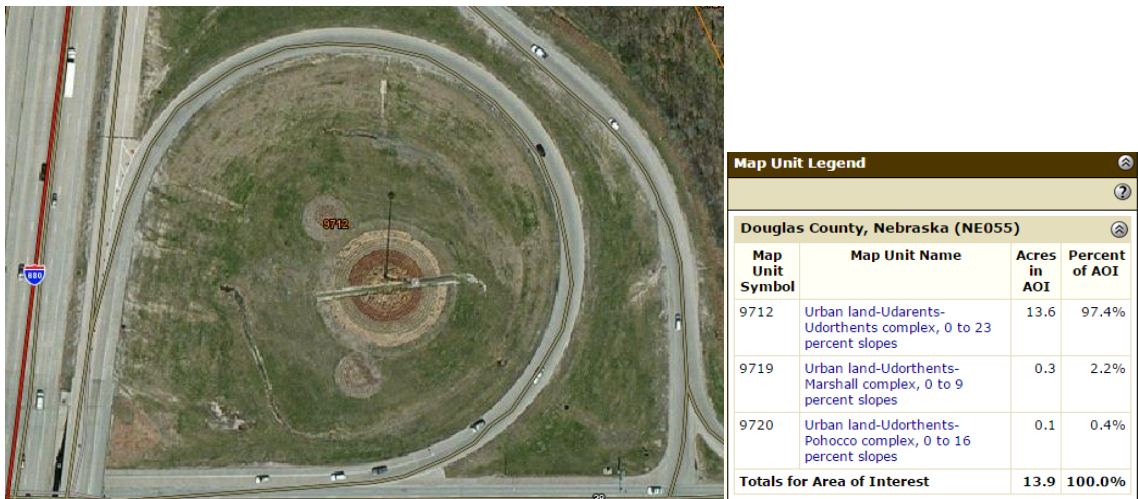 9712
680
28
Map Unit Legend
Douglas County, Nebraska (NE055)
Map Unit Symbol
Map Unit Name
Acres in AOI
Percent of AOI
9712
Urban land-Udarents-
Udorthents complex, 0 to 23
percent slopes
13.6
97.4%
9719
Urban land-Udorthents-
Marshall complex, 0 to 9
percent slopes
0.3
2.2%
9720
Urban land-Udorthents-
Pohocco complex, 0 to 16
percent slopes
0.1
0.4%
Totals for Area of Interest
13.9
100.0%